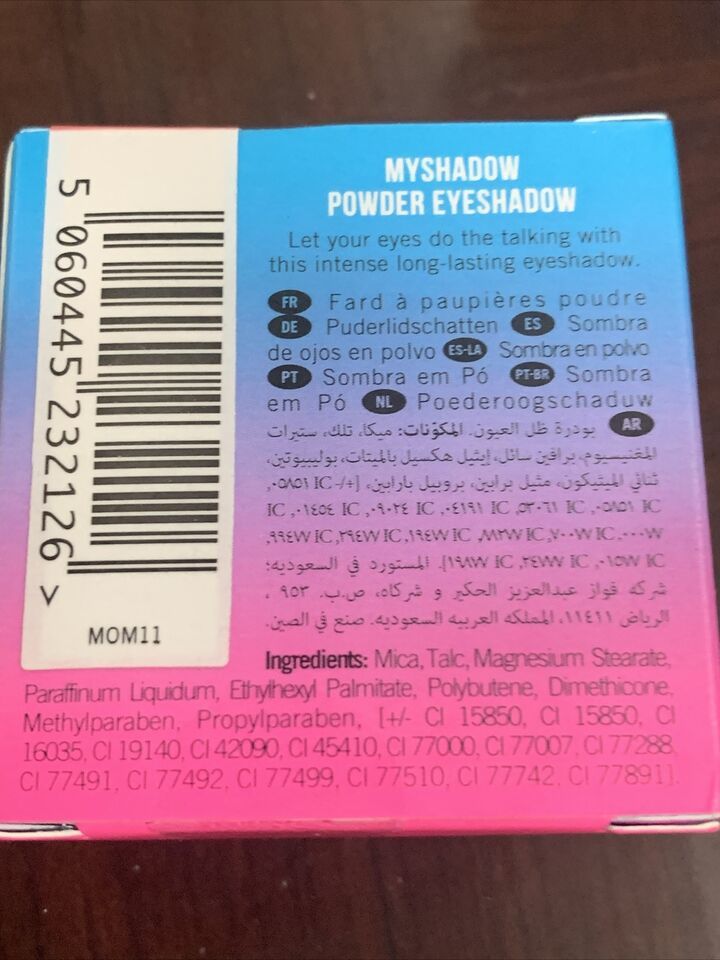 MYSHADOW
POWDER EYESHADOW
Let your eyes do the talking with
this intense long-lasting eyeshadow.
FR Fard à paupières poudre
DE Puderlidschatten ES Sombra
de ojos en polvo ES-LA Sombra en polvo
PT Sombra em Pó PT-BR Sombra
em Pó NL Poederoogschaduw
AR بودرة ظل العيون. المكوّنات: ميكا، تلك، ستيرات
المغنيسيوم، برافين سائل، إيثيل هكسيل بالميتات، بوليبيوتين،
ثنائي الميثيكون، مثيل برابين، بروبيل بارابين،
المستورد في السعوديه:
شركه فواز عبدالعزيز الحكير و شركاه، ص.ب. ٩٥٣ ،
الرياض ١١٤١١، المملكه العربيه السعوديه. صنع في الصين.
Ingredients: Mica, Talc, Magnesium Stearate,
Paraffinum Liquidum, Ethylhexyl Palmitate, Polybutene, Dimethicone,
Methylparaben, Propylparaben, [+/- CI 15850, CI 15850, CI
16035, CI 19140, CI 42090, CI 45410, CI 77000, CI 77007, CI 77288,
CI 77491, CI 77492, CI 77499, CI 77510, CI 77742, CI 77891].
5 060445 232126 >
MOM11